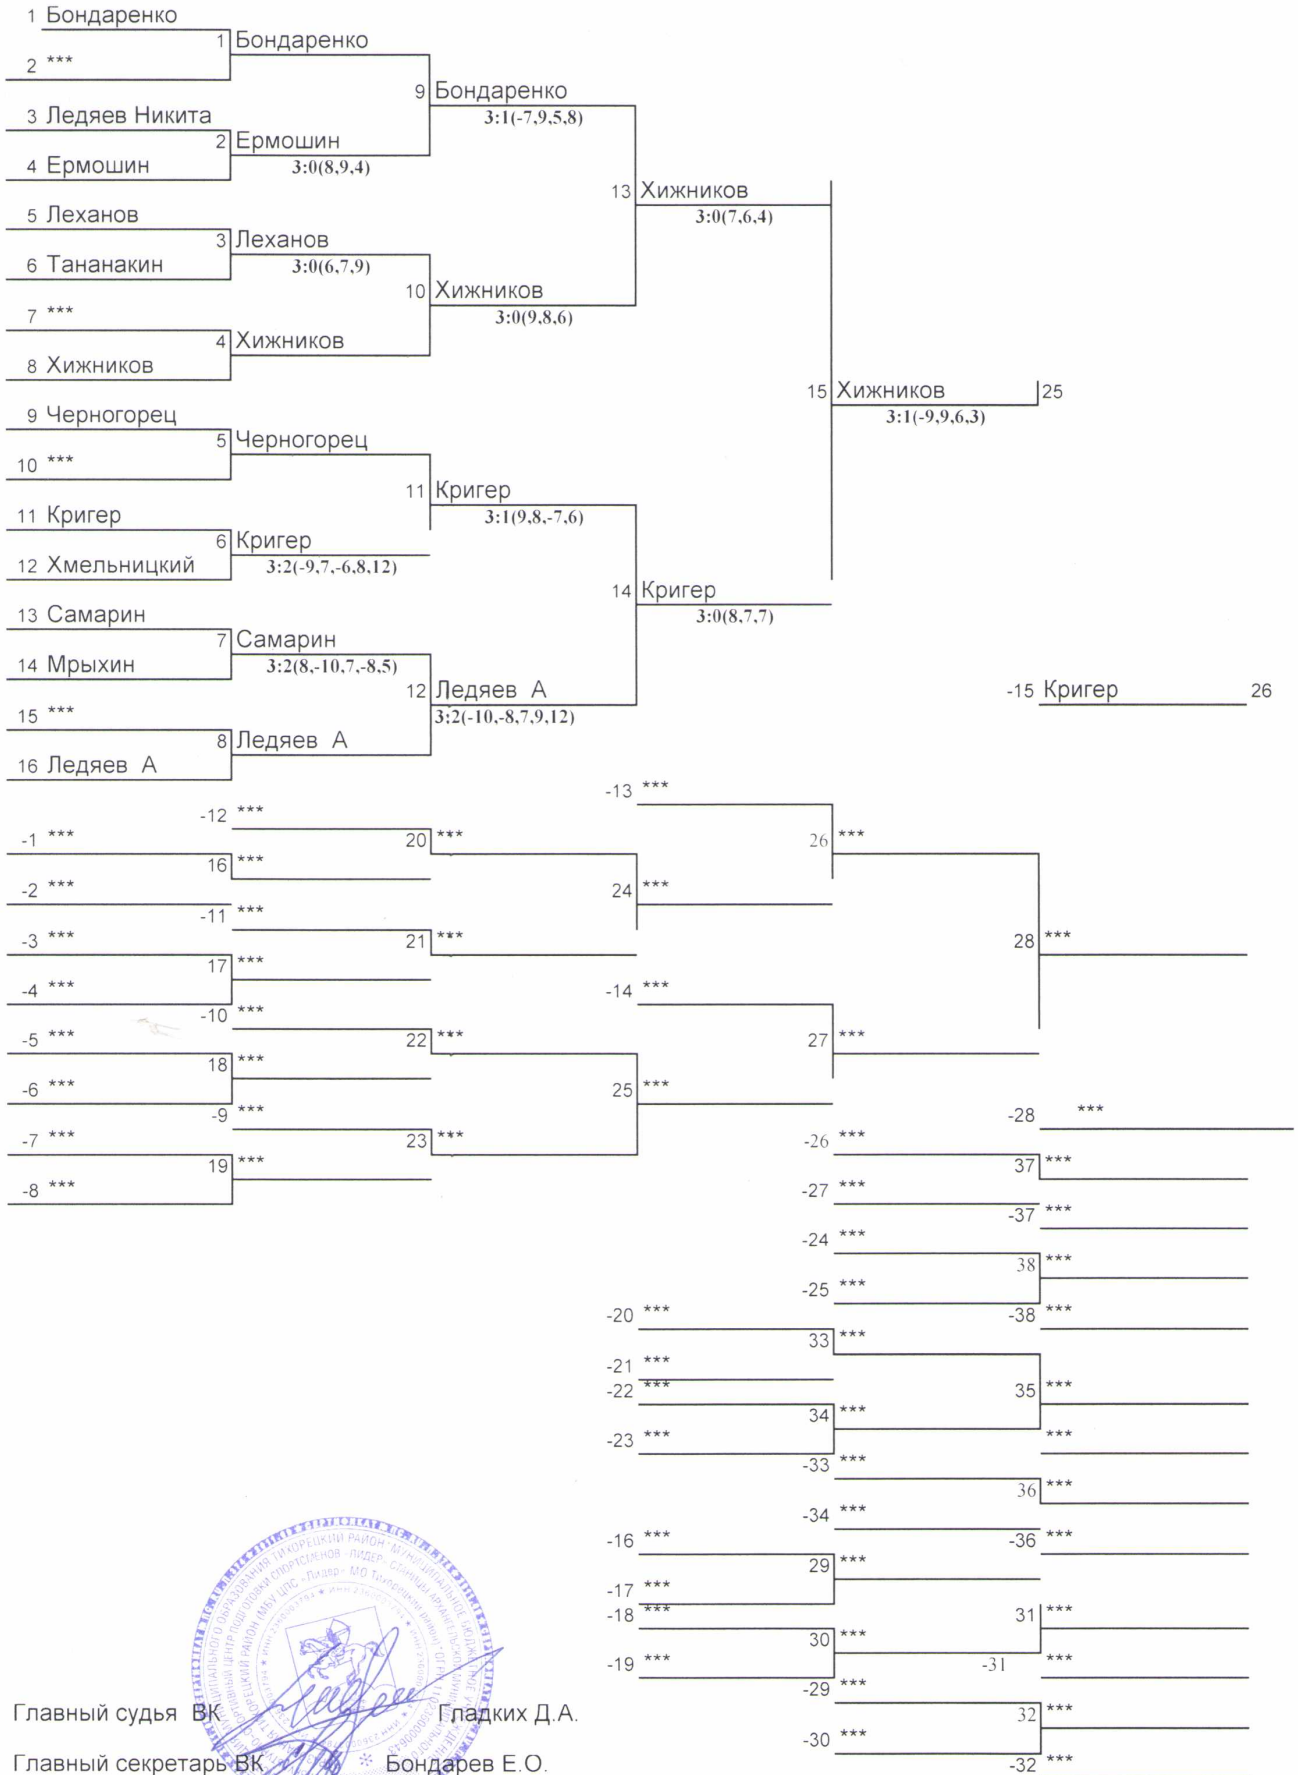 1 Бондаренко
1 Бондаренко
2 ***
9 Бондаренко
3:1(-7,9,5,8)
3 Ледяев Никита
2 Ермошин
3:0(8,9,4)
4 Ермошин
13 Хижников
3:0(7,6,4)
5 Леханов
3 Леханов
3:0(6,7,9)
6 Тананакин
10 Хижников
3:0(9,8,6)
7 ***
4 Хижников
8 Хижников
15 Хижников 25
3:1(-9,9,6,3)
9 Черногорец
5 Черногорец
10 ***
11 Кригер
3:1(9,8,-7,6)
11 Кригер
6 Кригер
3:2(-9,7,-6,8,12)
12 Хмельницкий
14 Кригер
3:0(8,7,7)
13 Самарин
7 Самарин
3:2(8,-10,7,-8,5)
14 Мрыхин
12 Ледяев А
3:2(-10,-8,7,9,12)
-15 Кригер 26
15 ***
8 Ледяев А
16 Ледяев А
-13 ***
-12 ***
-1 *** 20 *** 26 ***
16 ***
-2 *** 24 ***
-11 ***
-3 *** 21 *** 28 ***
17 ***
-4 *** -14 ***
-10 ***
-5 *** 22 *** 27 ***
18 ***
-6 *** 25 ***
-9 *** -28 ***
-7 *** 23 *** -26 ***
19 *** 37 ***
-8 *** -27 ***
-37 ***
-24 ***
38 ***
-25 ***
-20 *** -38 ***
33 ***
-21 ***
-22 *** 35 ***
34 ***
-23 *** ***
-33 ***
36 ***
-34 ***
-16 *** -36 ***
29 ***
-17 ***
-18 *** 31 ***
30 ***
-19 *** -31 ***
-29 ***
Главный судья ВК Гладких Д.А. 32 ***
-30 ***
Главный секретарь ВК Бондарев Е.О. -32 ***